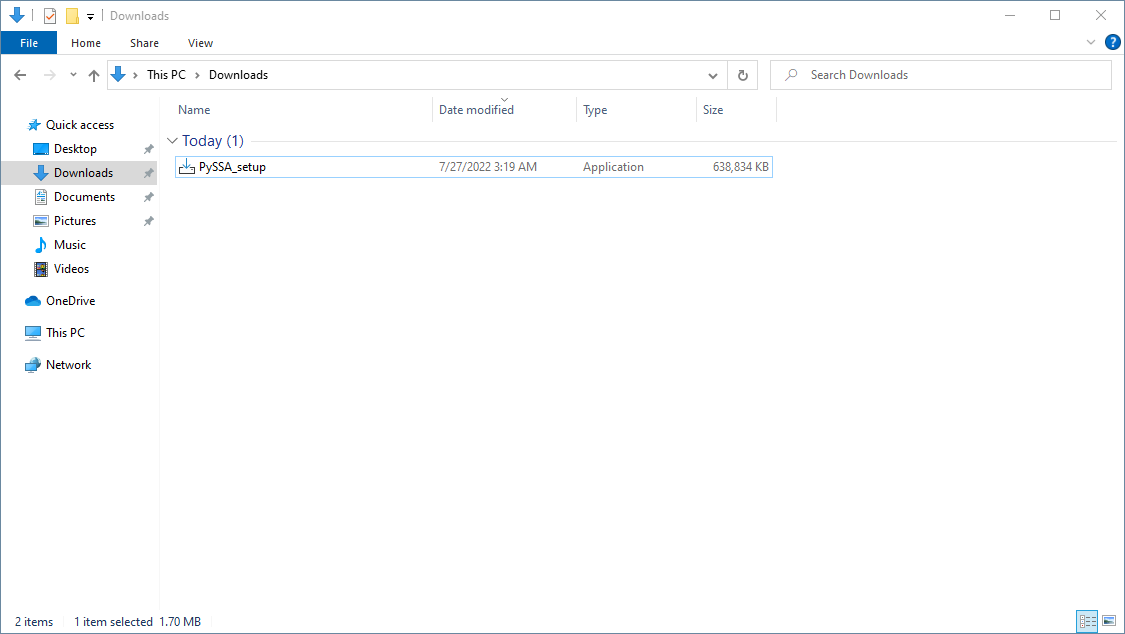 Downloads
File Home Share View
This PC Downloads
Search Downloads
Name Date modified Type Size
Quick access
Desktop
Downloads
Documents
Pictures
Music
Videos
OneDrive
This PC
Network
Today (1)
PySSA_setup 7/27/2022 3:19 AM Application 638,834 KB
2 items 1 item selected 1.70 MB